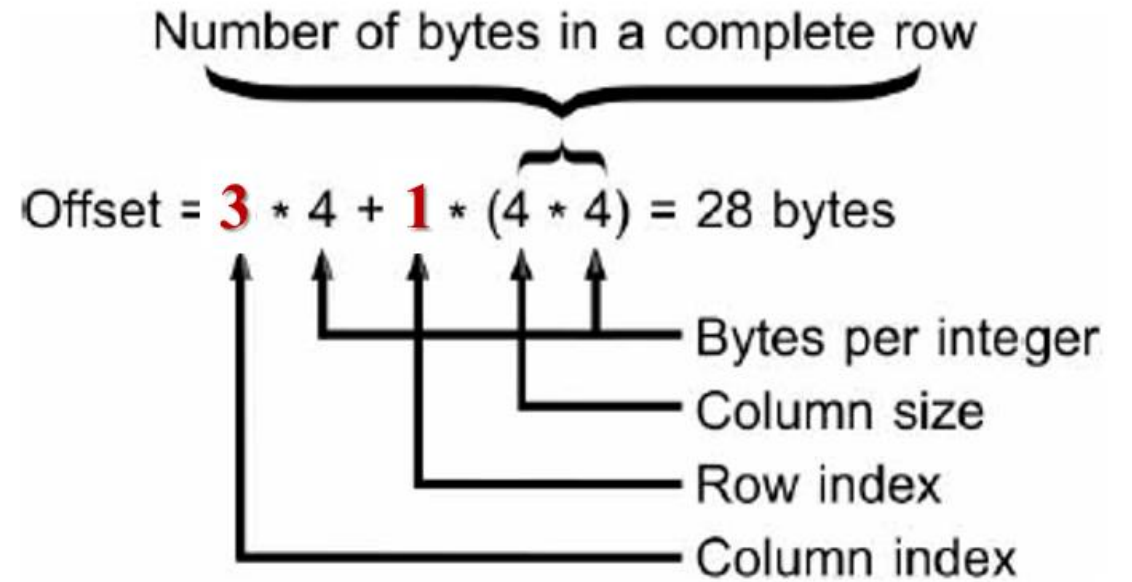 Number of bytes in a complete row
Offset = 3 * 4 + 1 * (4 * 4) = 28 bytes
Bytes per integer
Column size
Row index
Column index